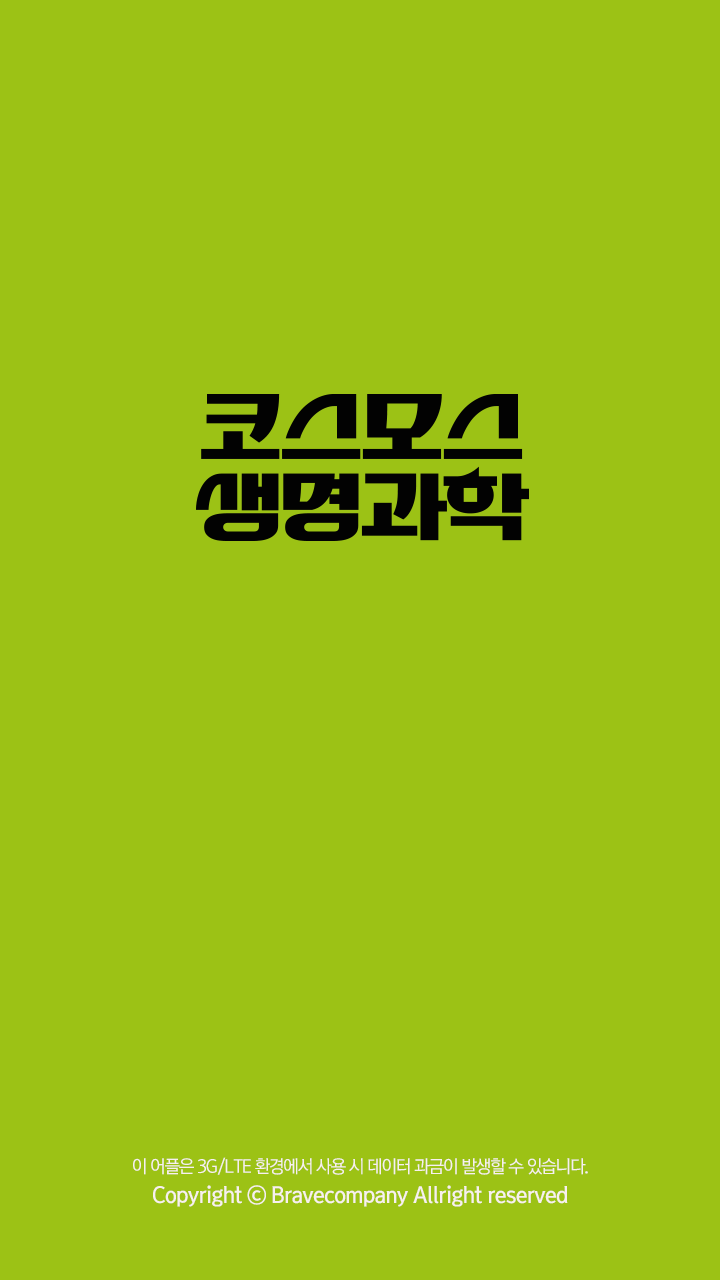 코스모스
생명과학
이 어플은 3G/LTE 환경에서 사용 시 데이터 과금이 발생할 수 있습니다.
Copyright ⓒ Bravecompany Allright reserved